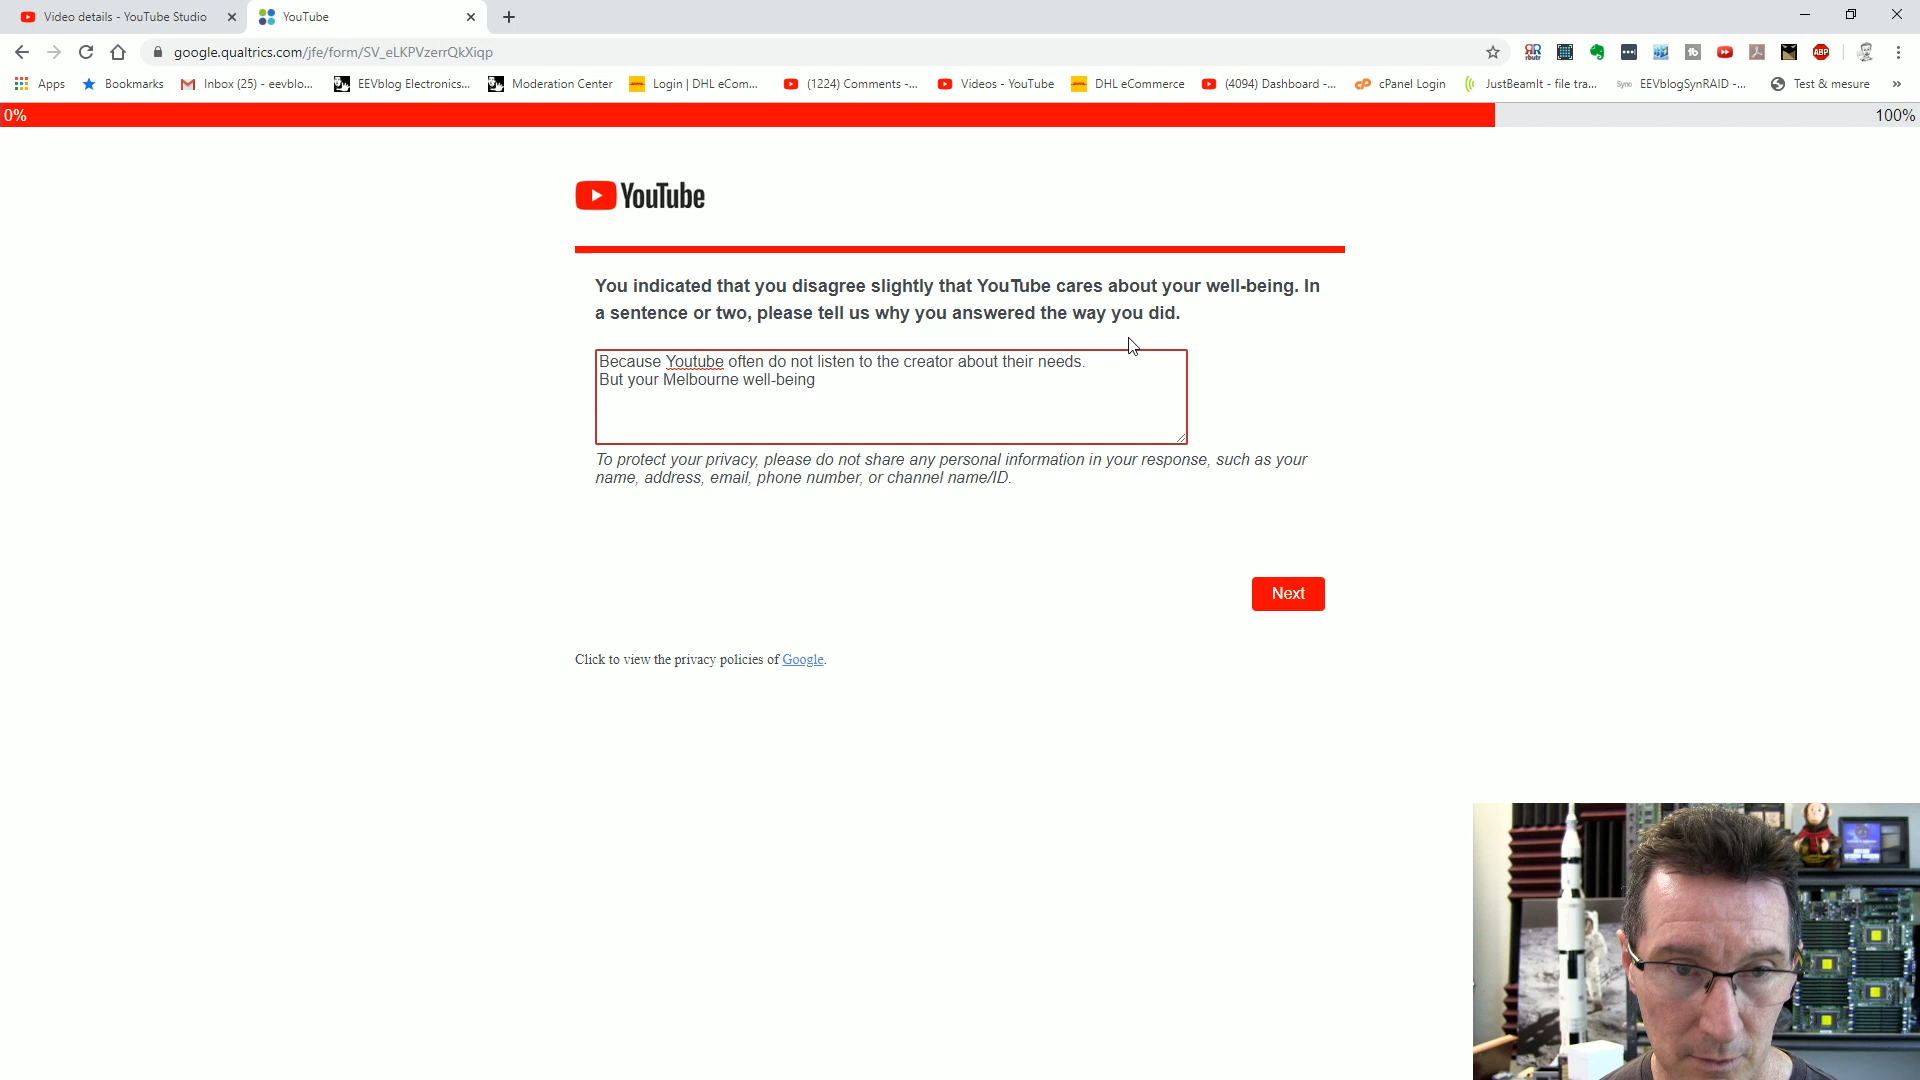 Video details - YouTube Studio
YouTube
google.qualtrics.com/jfe/form/SV_eLKPVzerrQkXiqp
Apps
Bookmarks
Inbox (25) - eevblo...
EEVblog Electronics...
Moderation Center
Login | DHL eCom...
(1224) Comments -...
Videos - YouTube
DHL eCommerce
(4094) Dashboard -...
cPanel Login
JustBeamIt - file tra...
EEVblogSynRAID -...
Test & mesure
»
0%
100%
YouTube
You indicated that you disagree slightly that YouTube cares about your well-being. In
a sentence or two, please tell us why you answered the way you did.
Because Youtube often do not listen to the creator about their needs.
But your Melbourne well-being
To protect your privacy, please do not share any personal information in your response, such as your
name, address, email, phone number, or channel name/ID.
Next
Click to view the privacy policies of Google.